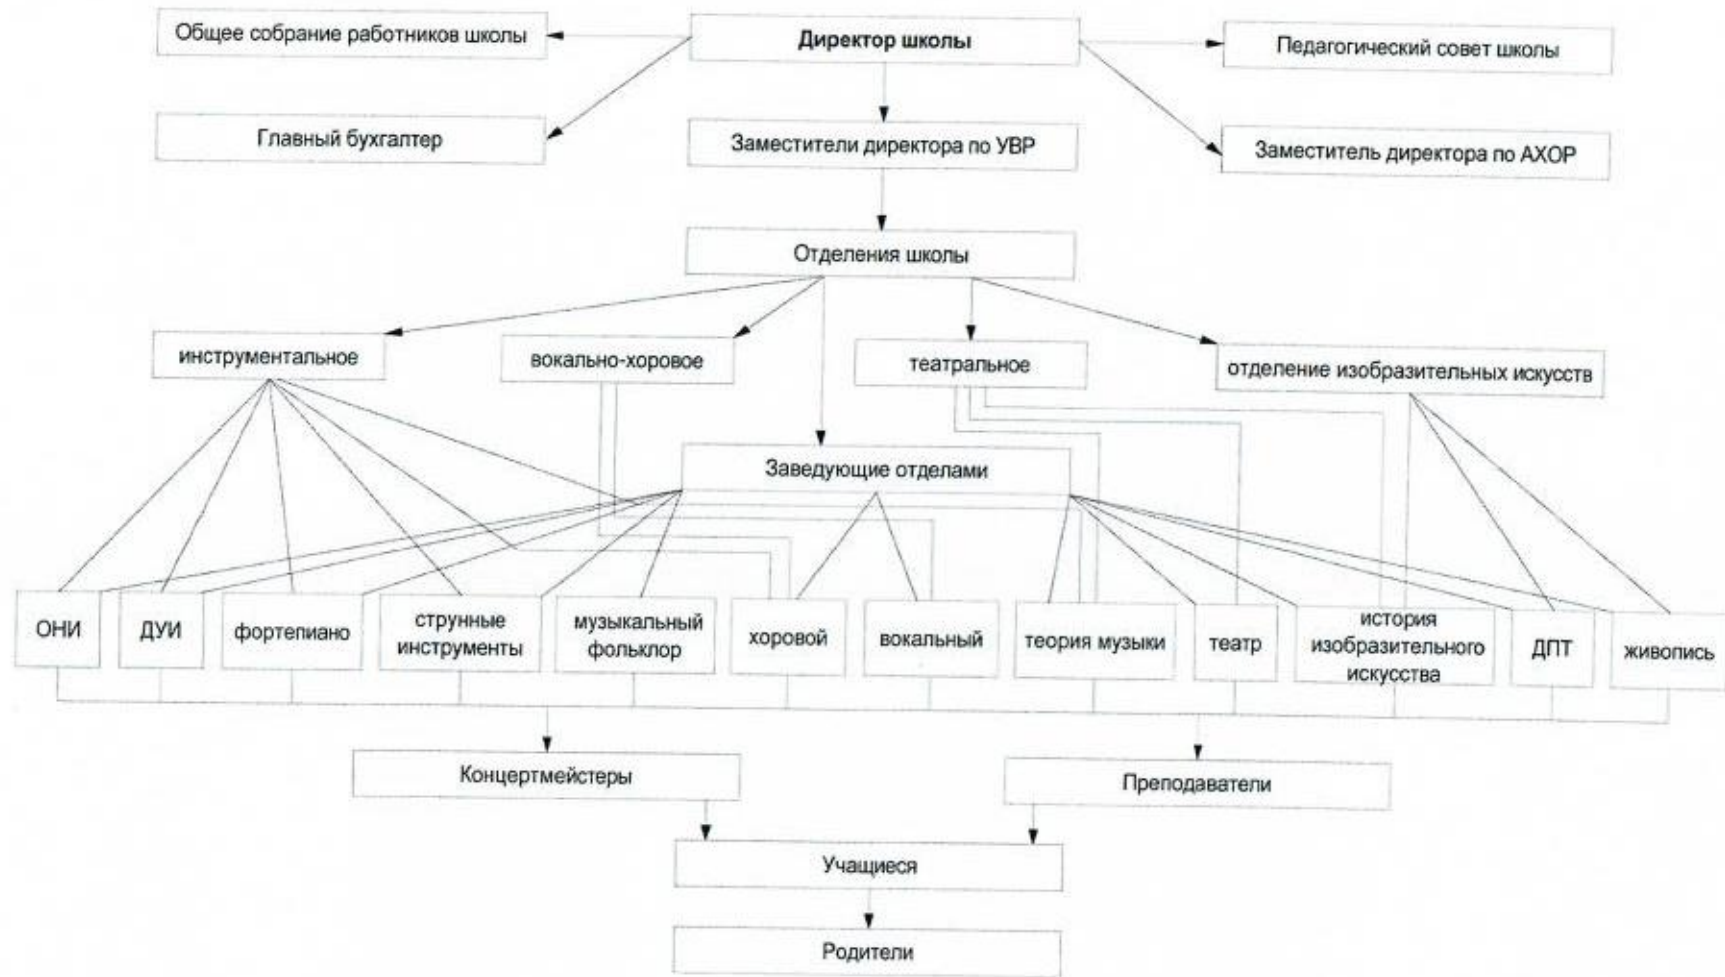 Общее собрание работников школы
Директор школы
Педагогический совет школы
Главный бухгалтер
Заместители директора по УВР
Заместитель директора по АХОР
Отделения школы
инструментальное
вокально-хоровое
театральное
отделение изобразительных искусств
Заведующие отделами
ОНИ
ДУИ
фортепиано
струнные
инструменты
музыкальный
фольклор
хоровой
вокальный
теория музыки
театр
история
изобразительного
искусства
ДПТ
живопись
Концертмейстеры
Преподаватели
Учащиеся
Родители